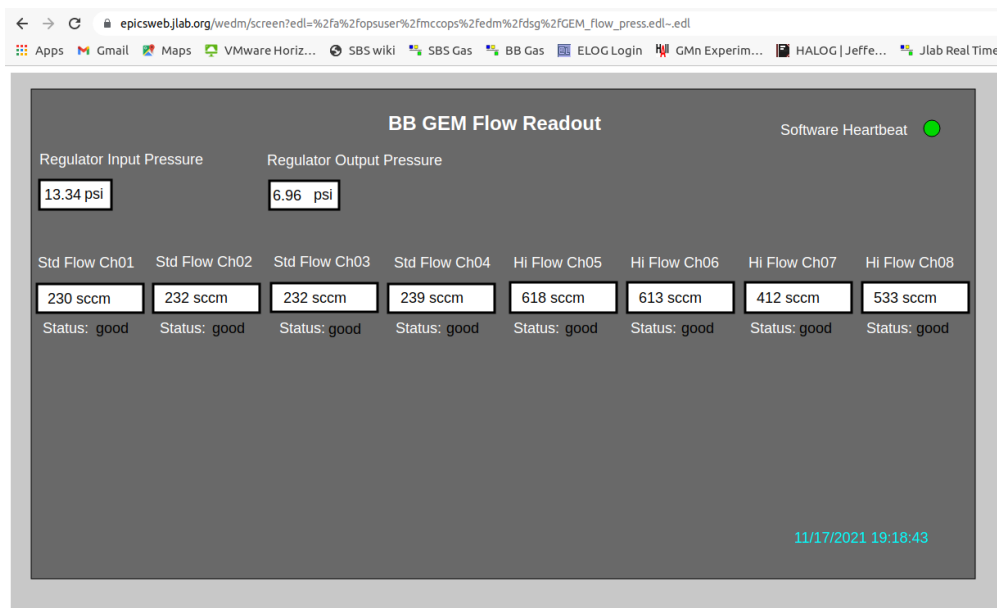 epicsweb.jlab.org/wedm/screen?edl=%2fa%2fopsuser%2fmccops%2fedm%2fdsg%2fGEM_flow_press.edl~.edl
Apps Gmail Maps VMware Horiz... SBS wiki SBS Gas BB Gas ELOG Login GMn Experim... HALOG | Jeffe... Jlab Real Time
BB GEM Flow Readout
Software Heartbeat
Regulator Input Pressure Regulator Output Pressure
13.34 psi 6.96 psi
Std Flow Ch01 Std Flow Ch02 Std Flow Ch03 Std Flow Ch04 Hi Flow Ch05 Hi Flow Ch06 Hi Flow Ch07 Hi Flow Ch08
230 sccm 232 sccm 232 sccm 239 sccm 618 sccm 613 sccm 412 sccm 533 sccm
Status: good Status: good Status: good Status: good Status: good Status: good Status: good Status: good
11/17/2021 19:18:43